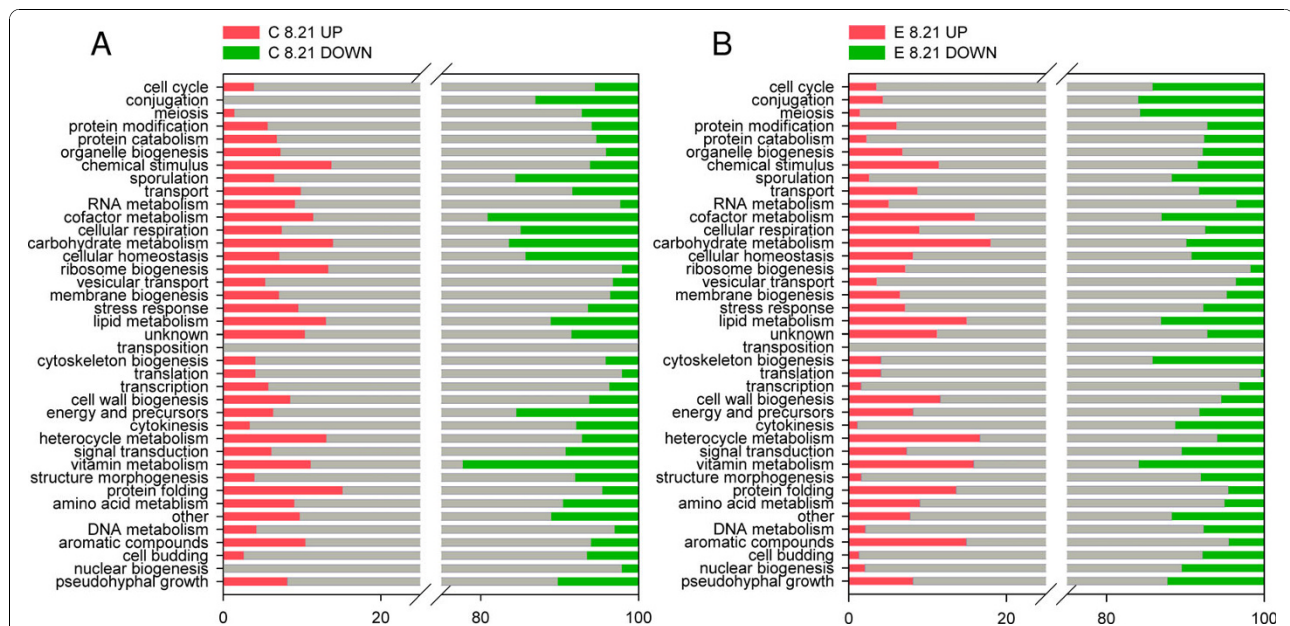 A
C 8.21 UP
C 8.21 DOWN
cell cycle
conjugation
meiosis
protein modification
protein catabolism
organelle biogenesis
chemical stimulus
sporulation
transport
RNA metabolism
cofactor metabolism
cellular respiration
carbohydrate metabolism
cellular homeostasis
ribosome biogenesis
vesicular transport
membrane biogenesis
stress response
lipid metabolism
unknown
transposition
cytoskeleton biogenesis
translation
transcription
cell wall biogenesis
energy and precursors
cytokinesis
heterocycle metabolism
signal transduction
vitamin metabolism
structure morphogenesis
protein folding
amino acid metablism
other
DNA metabolism
aromatic compounds
cell budding
nuclear biogenesis
pseudohyphal growth
0 20 80 100
B
E 8.21 UP
E 8.21 DOWN
cell cycle
conjugation
meiosis
protein modification
protein catabolism
organelle biogenesis
chemical stimulus
sporulation
transport
RNA metabolism
cofactor metabolism
cellular respiration
carbohydrate metabolism
cellular homeostasis
ribosome biogenesis
vesicular transport
membrane biogenesis
stress response
lipid metabolism
unknown
transposition
cytoskeleton biogenesis
translation
transcription
cell wall biogenesis
energy and precursors
cytokinesis
heterocycle metabolism
signal transduction
vitamin metabolism
structure morphogenesis
protein folding
amino acid metablism
other
DNA metabolism
aromatic compounds
cell budding
nuclear biogenesis
pseudohyphal growth
0 20 80 100